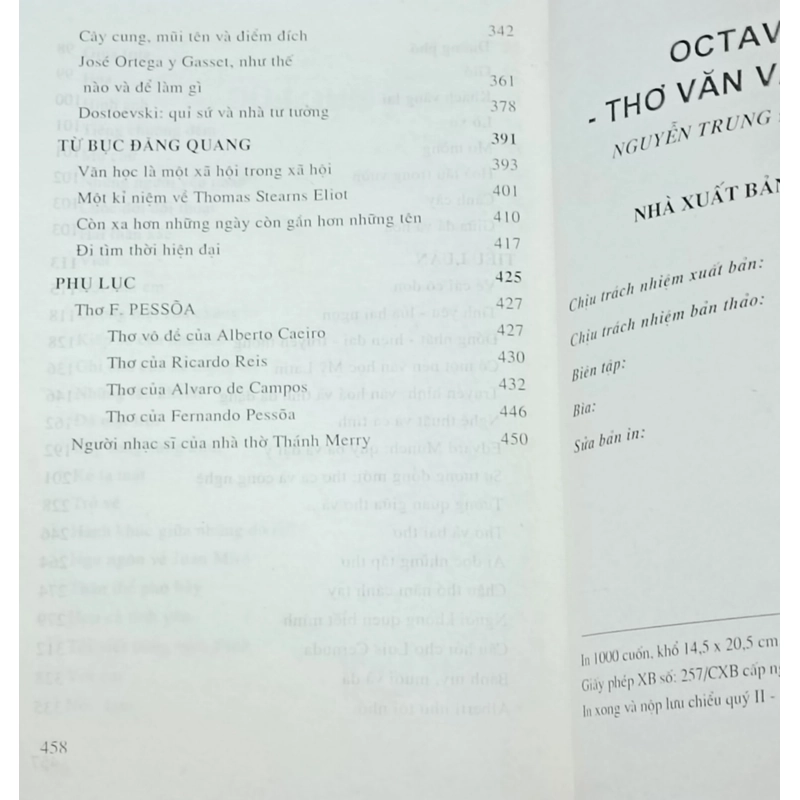 Cây cung, mũi tên và điểm đích 342
José Ortega y Gasset, như thế
nào và để làm gì 361
Dostoevski: quỉ sứ và nhà tư tưởng 378
TỪ BỤC ĐĂNG QUANG 391
Văn học là một xã hội trong xã hội 393
Một kỉ niệm về Thomas Stearns Eliot 401
Còn xa hơn những ngày còn gần hơn những tên 410
Đi tìm thời hiện đại 417
PHỤ LỤC 425
Thơ F. PESSÕA 427
Thơ vô đề của Alberto Caeiro 427
Thơ của Ricardo Reis 430
Thơ của Alvaro de Campos 432
Thơ của Fernando Pessõa 446
Người nhạc sĩ của nhà thờ Thánh Merry 450
458
OCTAV
- THƠ VĂN V
NGUYỄN TRUNG
NHÀ XUẤT BẢN
Chịu trách nhiệm xuất bản:
Chịu trách nhiệm bản thảo:
Biên tập:
Bìa:
Sửa bản in:
In 1000 cuốn, khổ 14,5 x 20,5 cm
Giấy phép XB số: 257/CXB cấp ng
In xong và nộp lưu chiểu quý II -